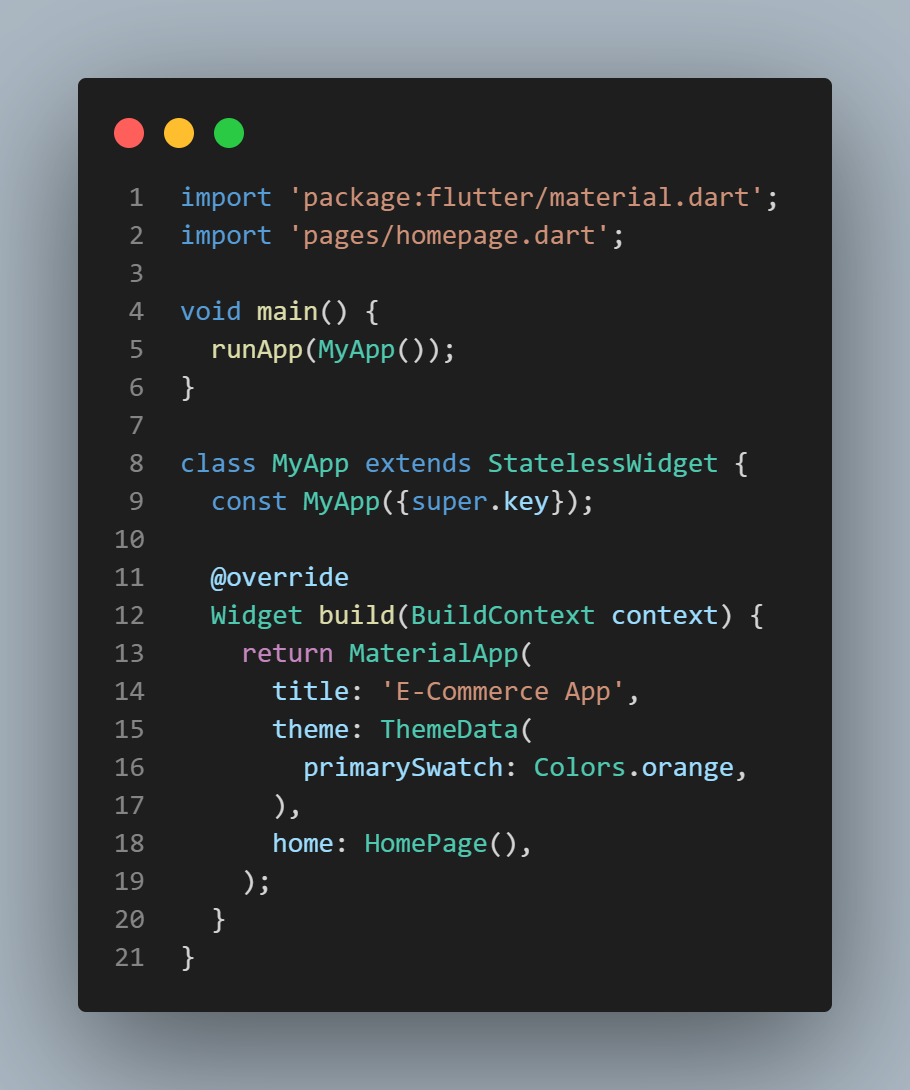 1 import 'package:flutter/material.dart';
2 import 'pages/homepage.dart';
3
4 void main() {
5   runApp(MyApp());
6 }
7
8 class MyApp extends StatelessWidget {
9   const MyApp({super.key});
10
11   @override
12   Widget build(BuildContext context) {
13     return MaterialApp(
14       title: 'E-Commerce App',
15       theme: ThemeData(
16         primarySwatch: Colors.orange,
17       ),
18       home: HomePage(),
19     );
20   }
21 }